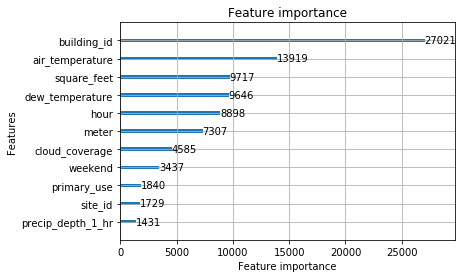 Feature importance
building_id 27021
air_temperature 13919
square_feet 9717
dew_temperature 9646
hour 8898
meter 7307
cloud_coverage 4585
weekend 3437
primary_use 1840
site_id 1729
precip_depth_1_hr 1431
Features
0 5000 10000 15000 20000 25000
Feature importance